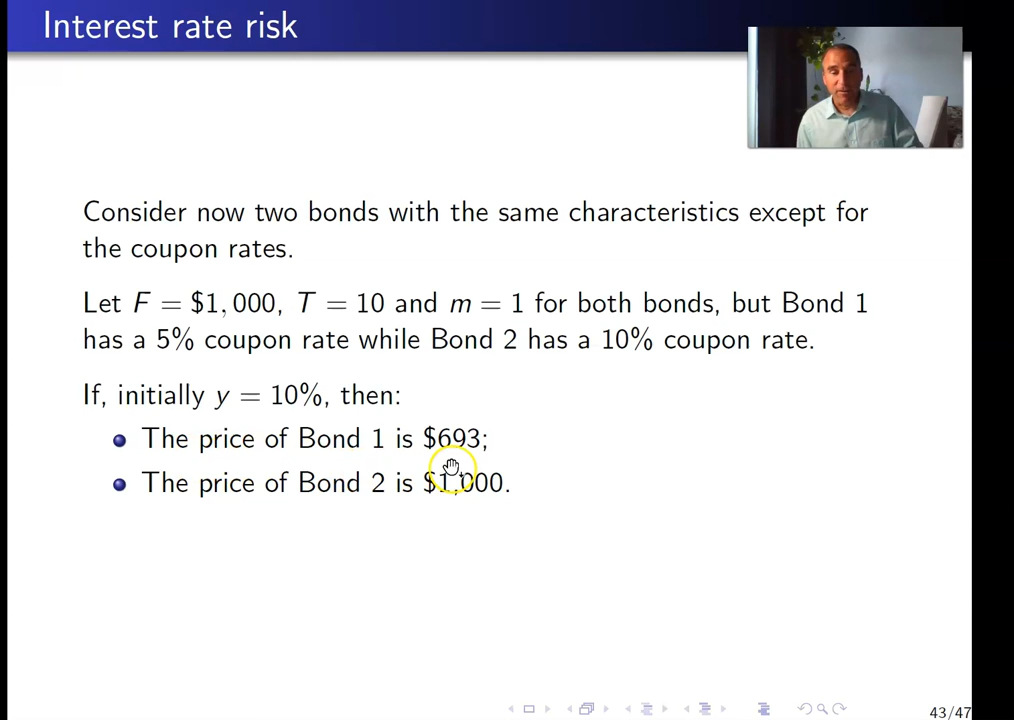 Interest rate risk
Consider now two bonds with the same characteristics except for
the coupon rates.
Let F = $1, 000, T = 10 and m = 1 for both bonds, but Bond 1
has a 5% coupon rate while Bond 2 has a 10% coupon rate.
If, initially y = 10%, then:
The price of Bond 1 is $693;
The price of Bond 2 is $1,000.
43/47